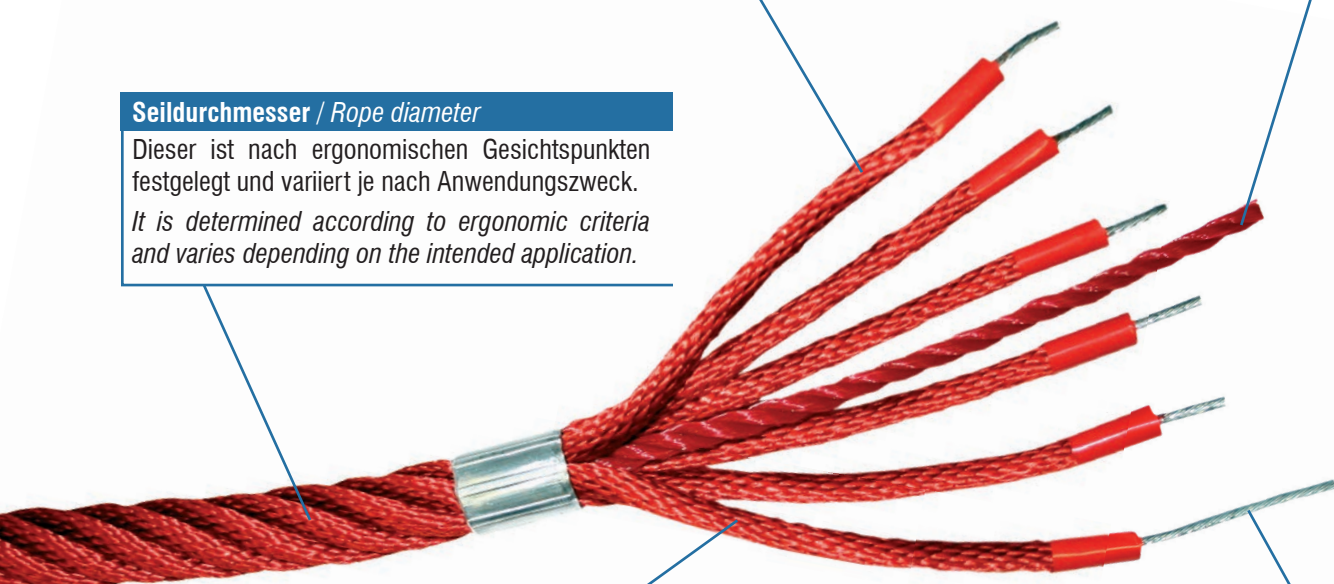 Seildurchmesser / Rope diameter
Dieser ist nach ergonomischen Gesichtspunkten
festgelegt und variiert je nach Anwendungszweck.
It is determined according to ergonomic criteria
and varies depending on the intended application.